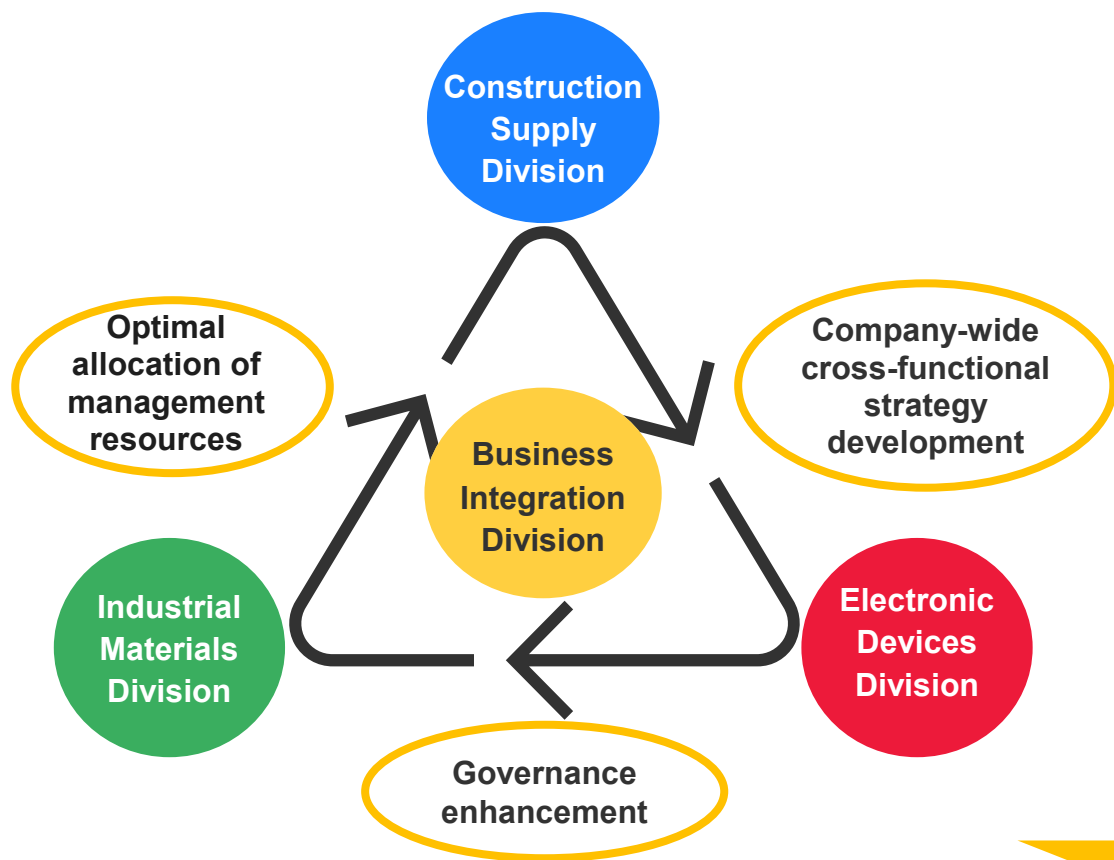 Construction
Supply
Division
Optimal
allocation of
management
resources
Company-wide
cross-functional
strategy
development
Business
Integration
Division
Industrial
Materials
Division
Electronic
Devices
Division
Governance
enhancement